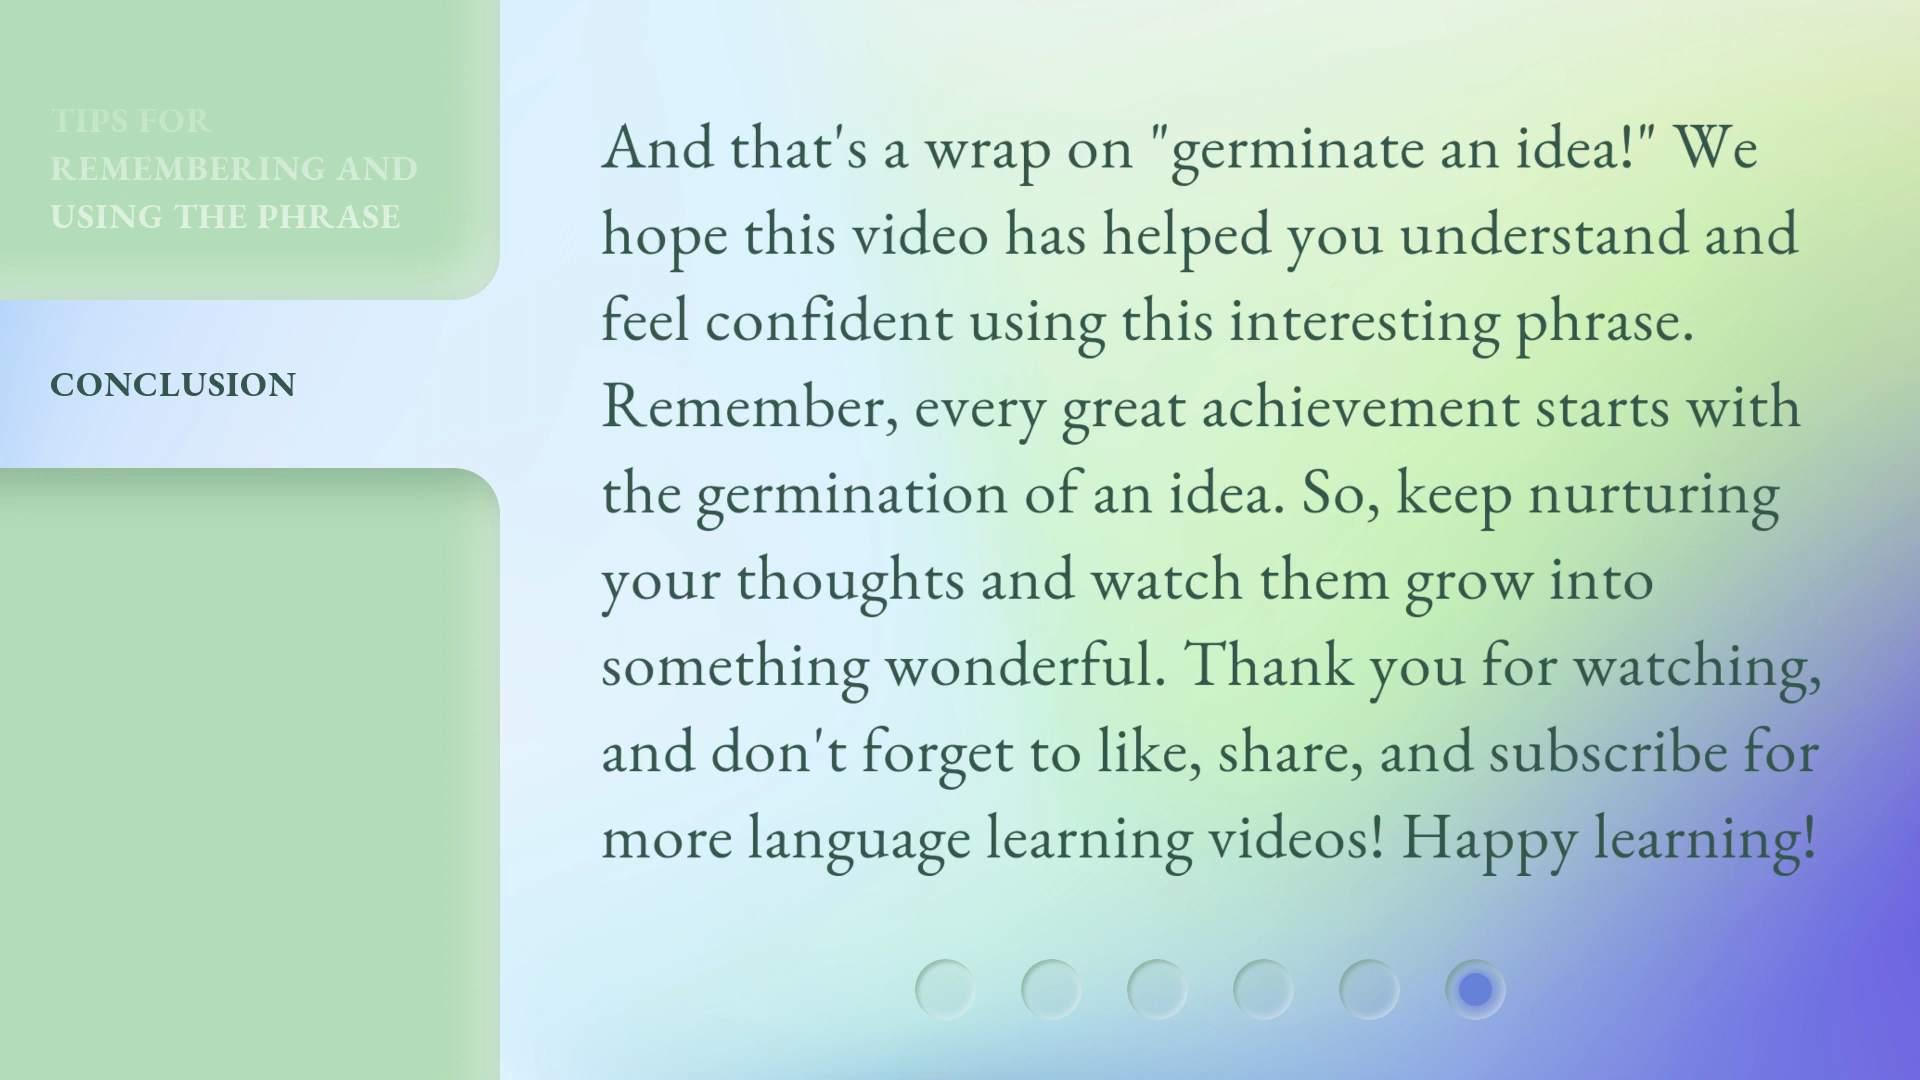 TIPS FOR
REMEMBERING AND
USING THE PHRASE
CONCLUSION
And that's a wrap on "germinate an idea!" We
hope this video has helped you understand and
feel confident using this interesting phrase.
Remember, every great achievement starts with
the germination of an idea. So, keep nurturing
your thoughts and watch them grow into
something wonderful. Thank you for watching,
and don't forget to like, share, and subscribe for
more language learning videos! Happy learning!